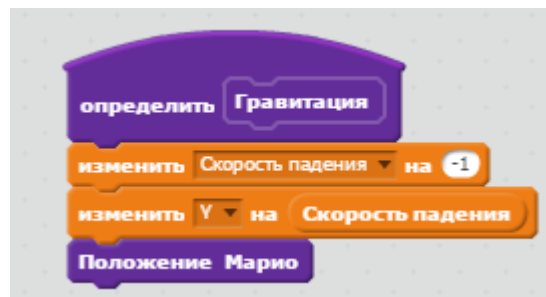 определить Гравитация
изменить Скорость падения на -1
изменить Y на Скорость падения
Положение Марио